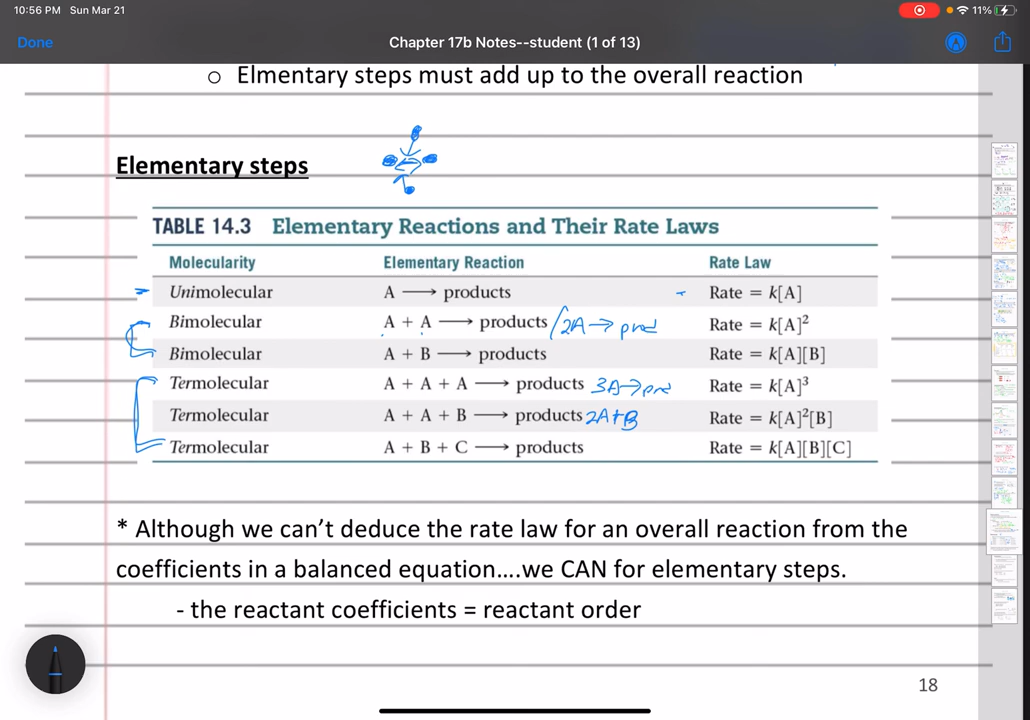 10:56 PM Sun Mar 21
11%
Done
Chapter 17b Notes--student (1 of 13)
o Elmentary steps must add up to the overall reaction
Elementary steps
TABLE 14.3 Elementary Reactions and Their Rate Laws
Molecularity Elementary Reaction Rate Law
Unimolecular A ⟶ products Rate = k[A]
Bimolecular A + A ⟶ products / 2A → prod Rate = k[A]²
Bimolecular A + B ⟶ products Rate = k[A][B]
Termolecular A + A + A ⟶ products 3A → pro Rate = k[A]³
Termolecular A + A + B ⟶ products 2A+B Rate = k[A]²[B]
Termolecular A + B + C ⟶ products Rate = k[A][B][C]
* Although we can't deduce the rate law for an overall reaction from the
coefficients in a balanced equation....we CAN for elementary steps.
- the reactant coefficients = reactant order
18